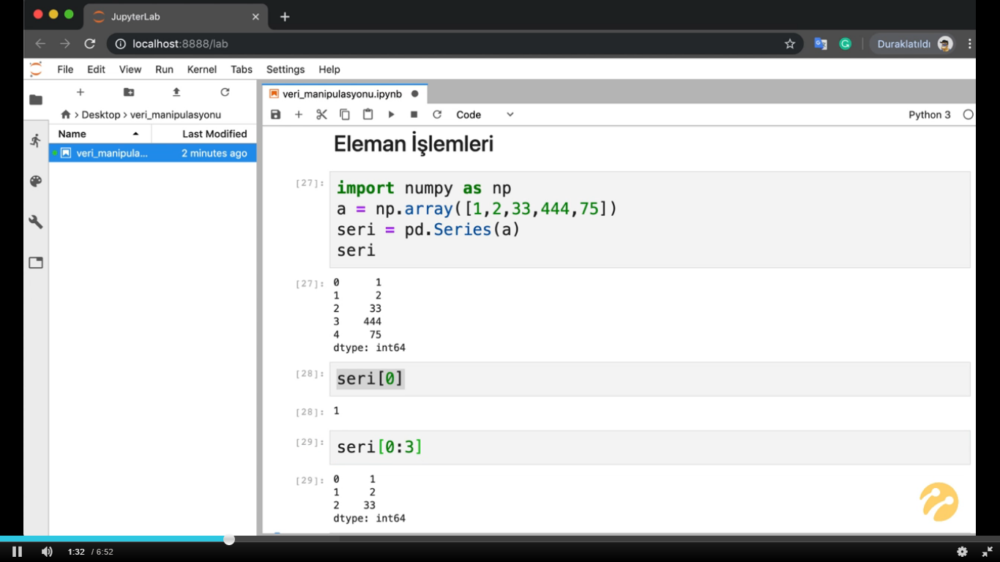 JupyterLab
localhost:8888/lab
Duraklatıldı
File Edit View Run Kernel Tabs Settings Help
veri_manipulasyonu.ipynb
Desktop > veri_manipulasyonu
Code
Python 3
Name Last Modified
veri_manipula... 2 minutes ago
Eleman İşlemleri
[27]: import numpy as np
a = np.array([1,2,33,444,75])
seri = pd.Series(a)
seri
[27]: 0 1
1 2
2 33
3 444
4 75
dtype: int64
[28]: seri[0]
[28]: 1
[29]: seri[0:3]
[29]: 0 1
1 2
2 33
dtype: int64
1:32 / 6:52